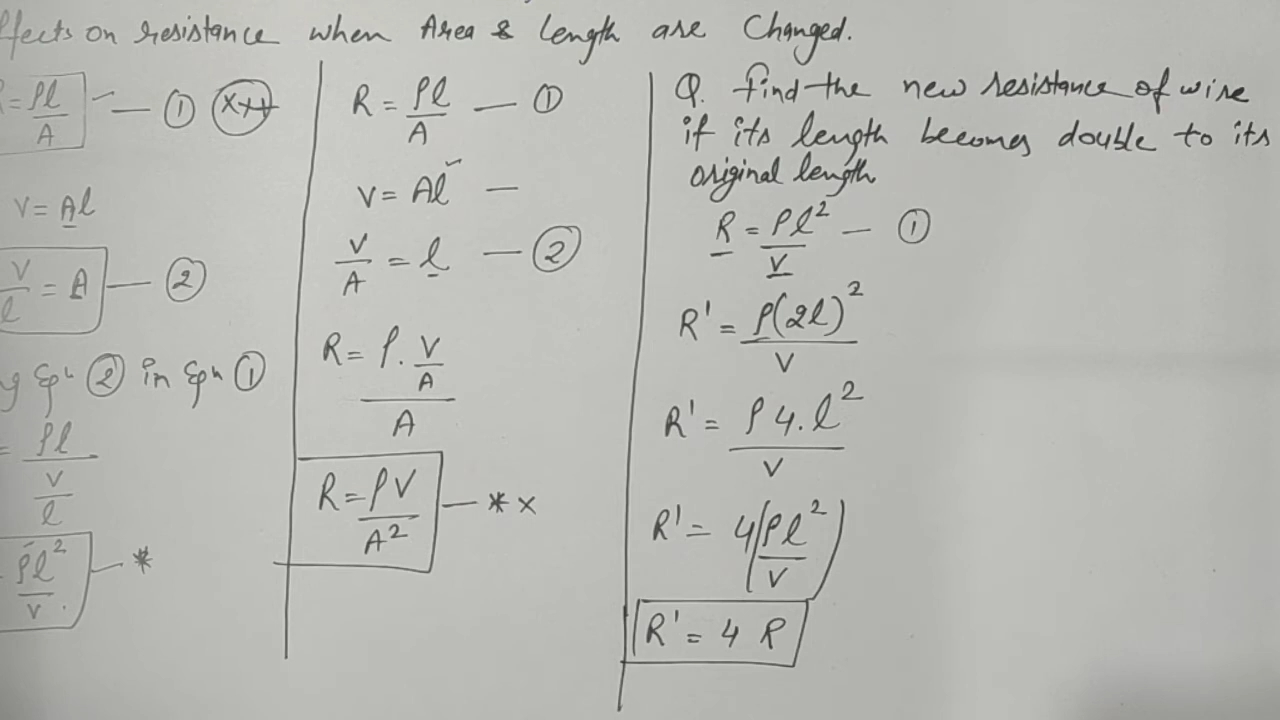 ffects on resistance when Area & length are Changed.
R = ρl/A — ① xxx
V = Al
V/l = A — ②
g Eqⁿ ② in Eqⁿ ①
= ρl/(V/l)
ρl²/V. — *
R = ρl/A — ①
V = Al —
V/A = l — ②
R = (ρ. V/A)/A
R = ρV/A² — * x
Q. find the new resistance of wire
if its length becomes double to its
original length
R = ρl²/V — ①
R' = ρ(2l)²/V
R' = ρ4.l²/V
R' = 4(ρl²/V)
R' = 4 R